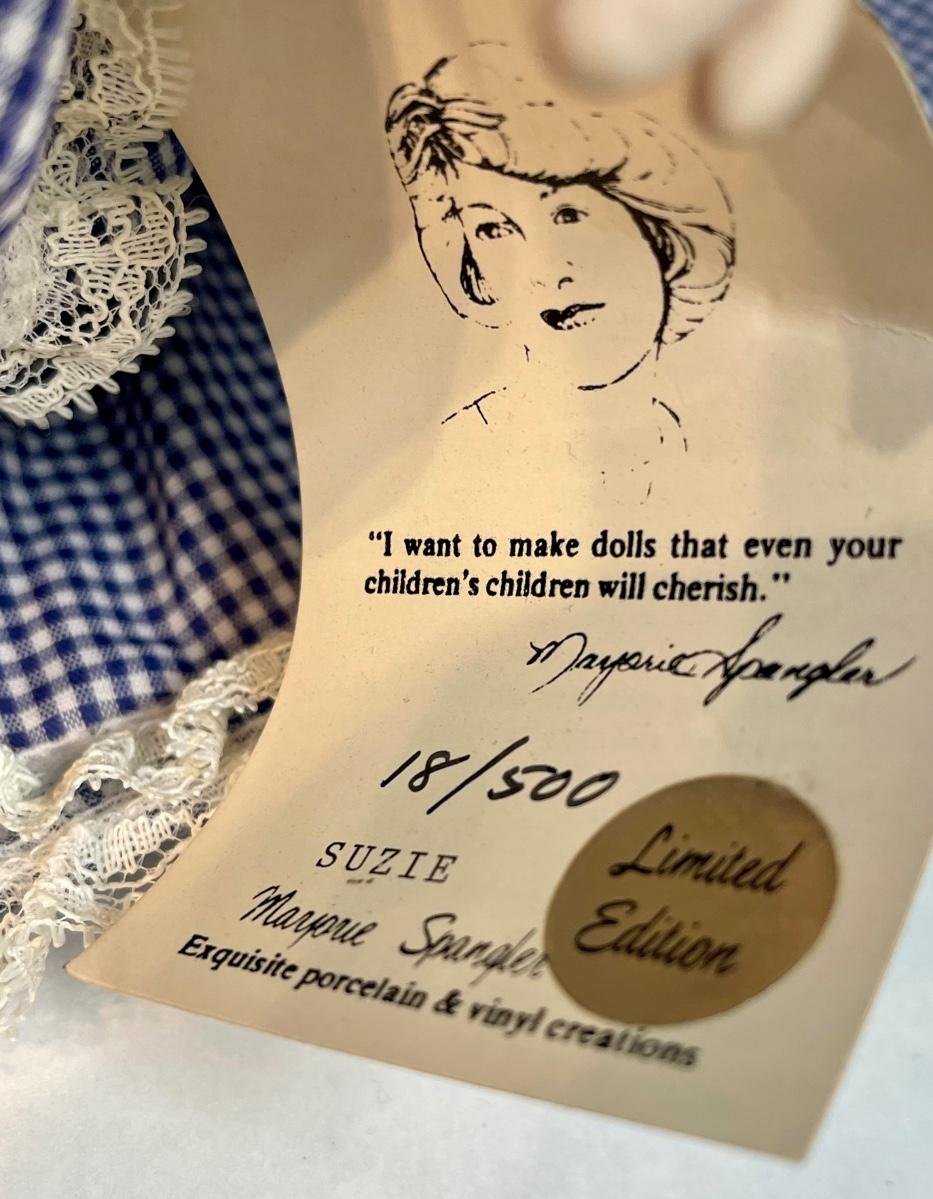 "I want to make dolls that even your
children's children will cherish."
Marjorie Spangler
18/500
SUZIE
Limited
Edition
Marjorie Spangler
Exquisite porcelain & vinyl creations